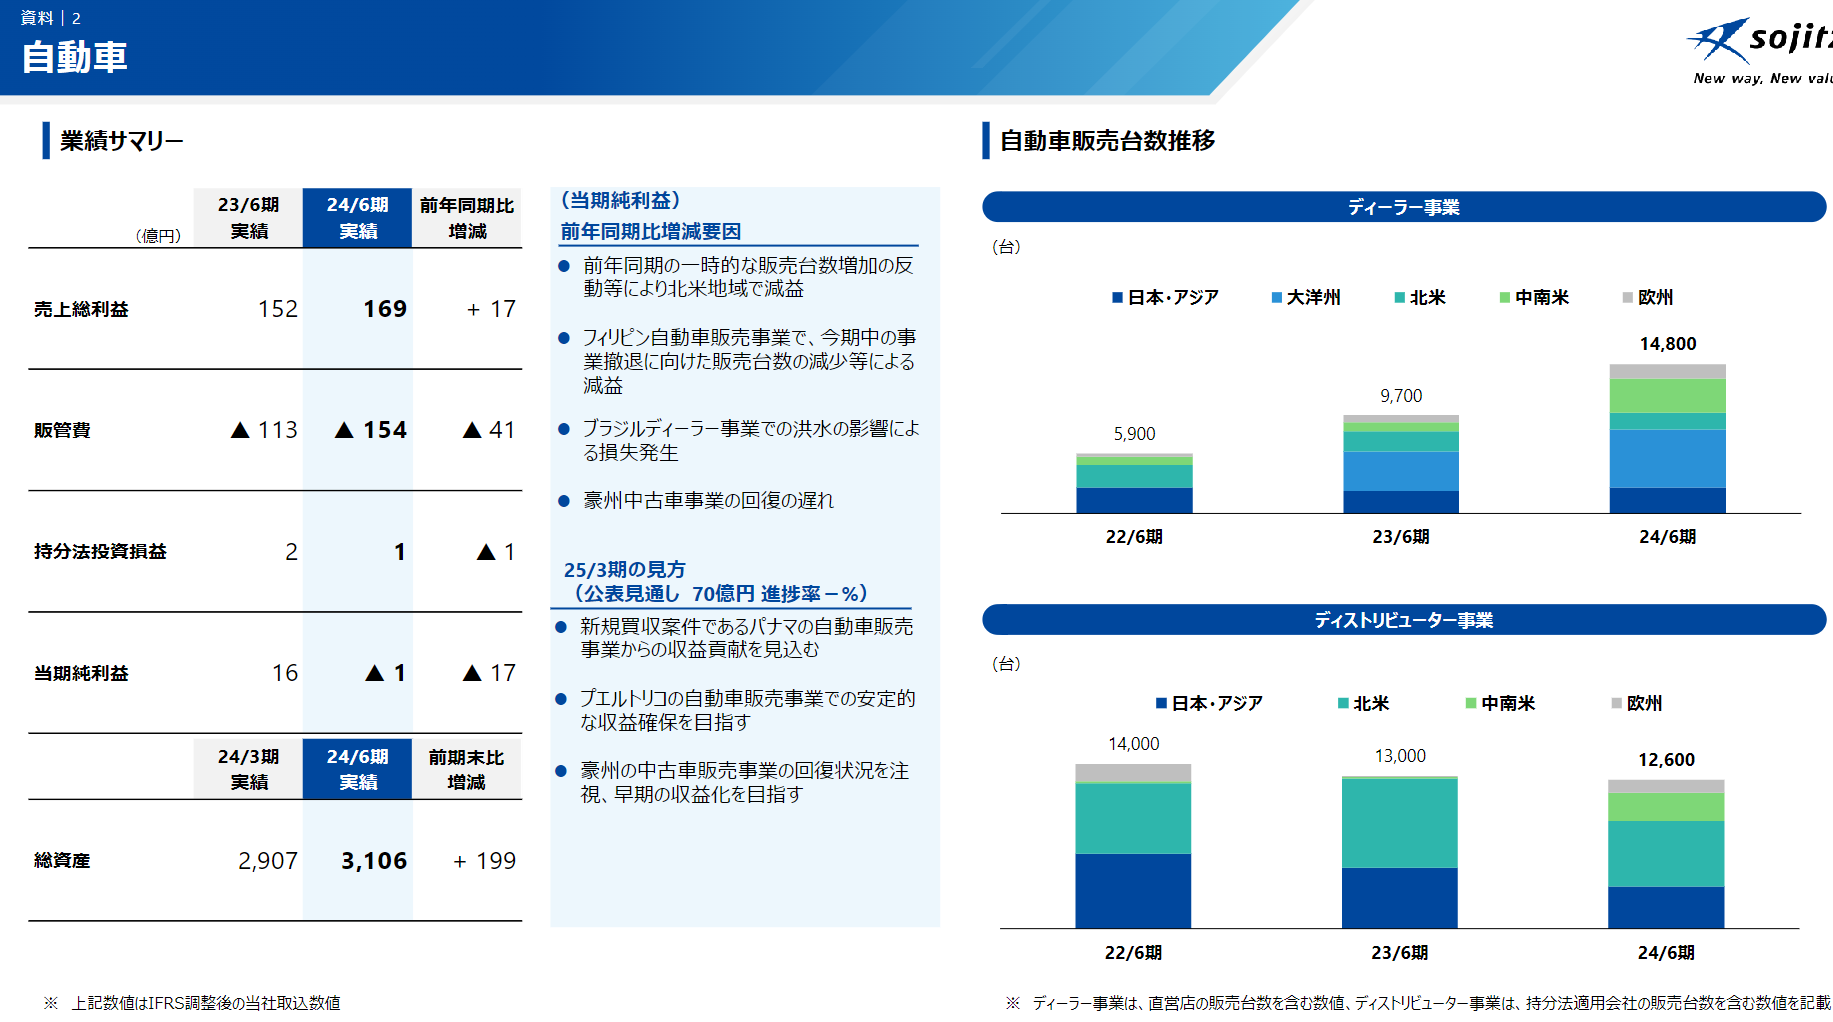 資料｜2
自動車
sojitz
New way, New valu
業績サマリー
（億円）
23/6期 実績
24/6期 実績
前年同期比 増減
売上総利益 152 169 + 17
販管費 ▲ 113 ▲ 154 ▲ 41
持分法投資損益 2 1 ▲ 1
当期純利益 16 ▲ 1 ▲ 17
24/3期 実績
24/6期 実績
前期末比 増減
総資産 2,907 3,106 + 199
※ 上記数値はIFRS調整後の当社取込数値
（当期純利益）
前年同期比増減要因
● 前年同期の一時的な販売台数増加の反
動等により北米地域で減益
● フィリピン自動車販売事業で、今期中の事
業撤退に向けた販売台数の減少等による
減益
● ブラジルディーラー事業での洪水の影響によ
る損失発生
● 豪州中古車事業の回復の遅れ
25/3期の見方
（公表見通し 70億円 進捗率－%）
● 新規買収案件であるパナマの自動車販売
事業からの収益貢献を見込む
● プエルトリコの自動車販売事業での安定的
な収益確保を目指す
● 豪州の中古車販売事業の回復状況を注
視、早期の収益化を目指す
自動車販売台数推移
ディーラー事業
（台）
日本・アジア 大洋州 北米 中南米 欧州
5,900 9,700 14,800
22/6期 23/6期 24/6期
ディストリビューター事業
（台）
日本・アジア 北米 中南米 欧州
14,000 13,000 12,600
22/6期 23/6期 24/6期
※ ディーラー事業は、直営店の販売台数を含む数値、ディストリビューター事業は、持分法適用会社の販売台数を含む数値を記載